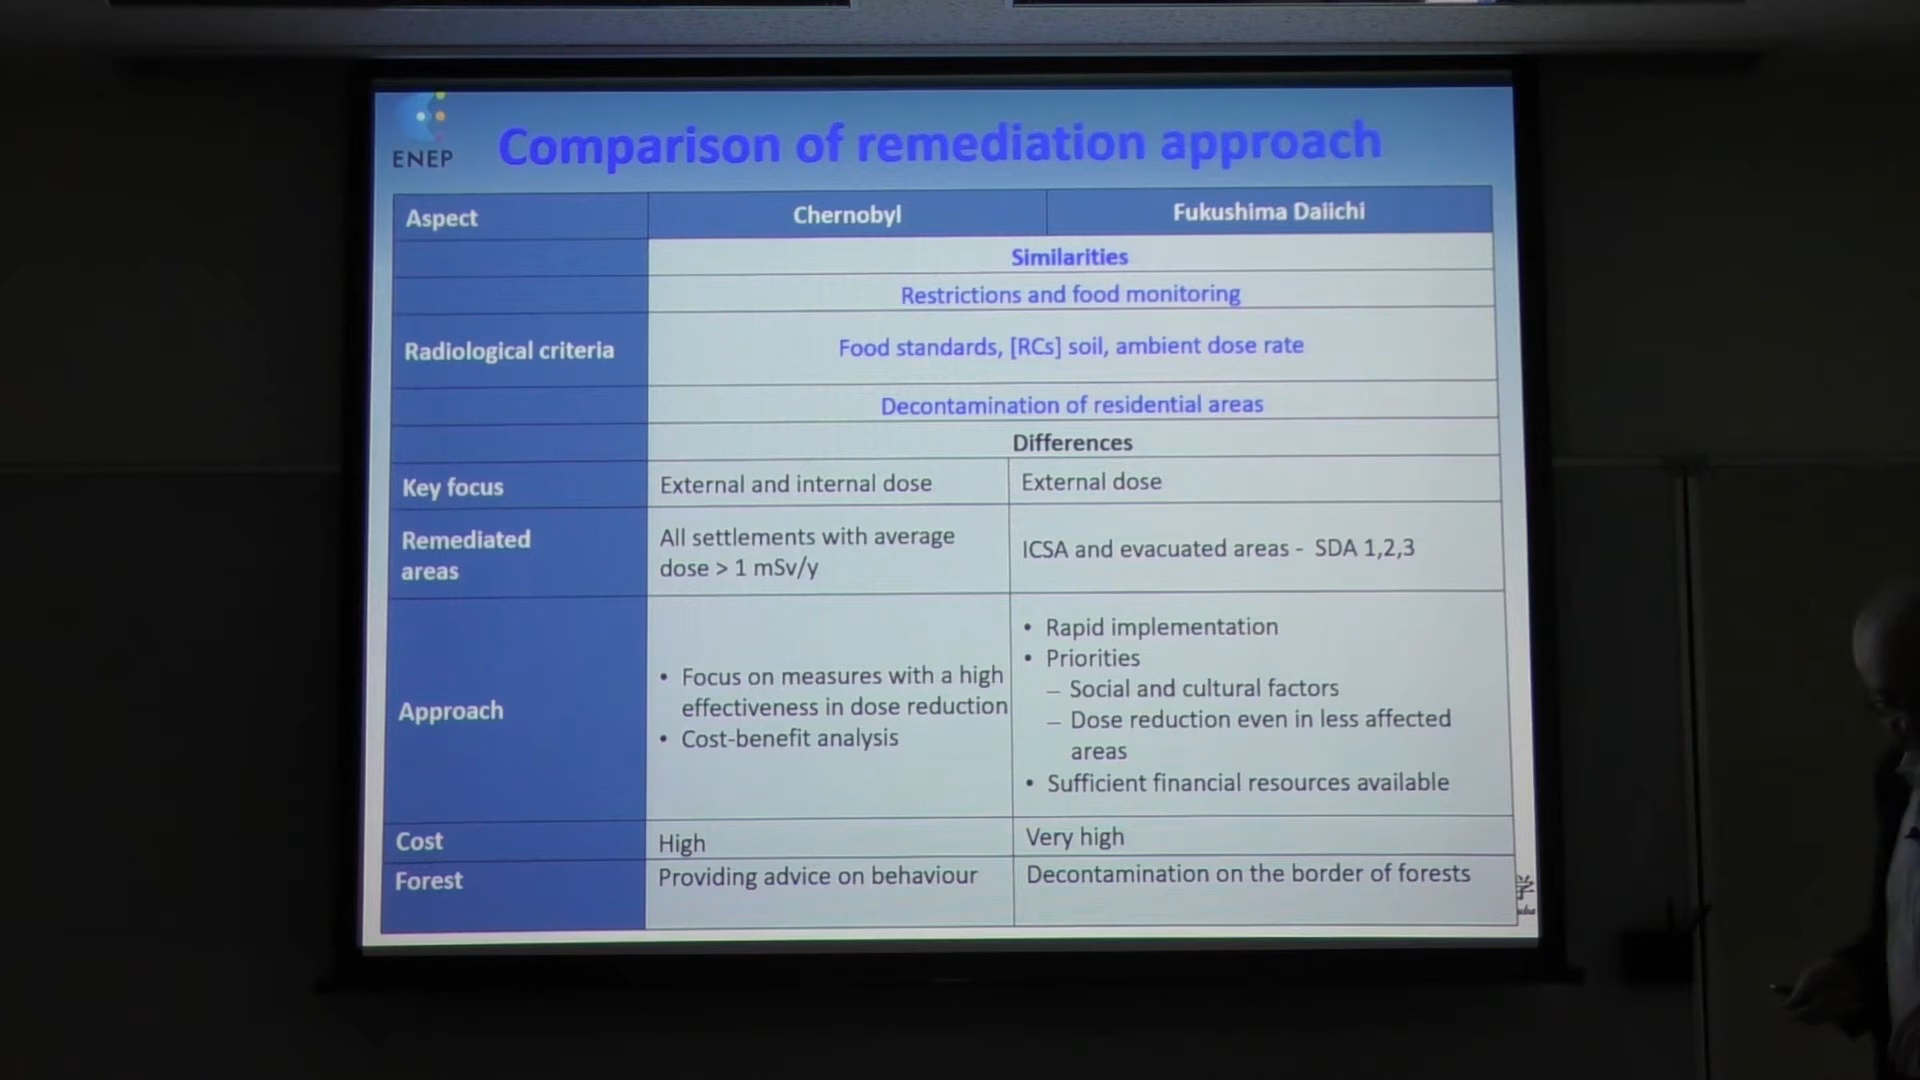 ENEP
Comparison of remediation approach
Aspect
Chernobyl
Fukushima Daiichi
Similarities
Restrictions and food monitoring
Radiological criteria
Food standards, [RCs] soil, ambient dose rate
Decontamination of residential areas
Differences
Key focus
External and internal dose
External dose
Remediated
areas
All settlements with average
dose > 1 mSv/y
ICSA and evacuated areas - SDA 1,2,3
Approach
• Focus on measures with a high
effectiveness in dose reduction
• Cost-benefit analysis
• Rapid implementation
• Priorities
– Social and cultural factors
– Dose reduction even in less affected
areas
• Sufficient financial resources available
Cost
High
Very high
Forest
Providing advice on behaviour
Decontamination on the border of forests